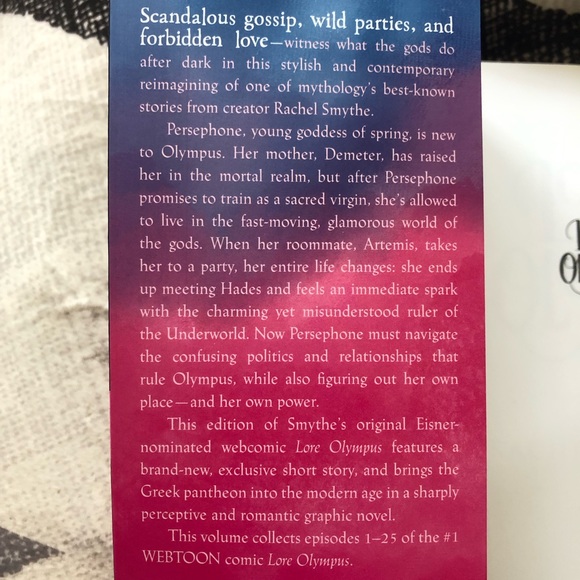 Scandalous gossip, wild parties, and
forbidden love—witness what the gods do
after dark in this stylish and contemporary
reimagining of one of mythology's best-known
stories from creator Rachel Smythe.
Persephone, young goddess of spring, is new
to Olympus. Her mother, Demeter, has raised
her in the mortal realm, but after Persephone
promises to train as a sacred virgin, she's allowed
to live in the fast-moving, glamorous world of
the gods. When her roommate, Artemis, takes
her to a party, her entire life changes: she ends
up meeting Hades and feels an immediate spark
with the charming yet misunderstood ruler of
the Underworld. Now Persephone must navigate
the confusing politics and relationships that
rule Olympus, while also figuring out her own
place—and her own power.
This edition of Smythe's original Eisner-
nominated webcomic Lore Olympus features a
brand-new, exclusive short story, and brings the
Greek pantheon into the modern age in a sharply
perceptive and romantic graphic novel.
This volume collects episodes 1–25 of the #1
WEBTOON comic Lore Olympus.